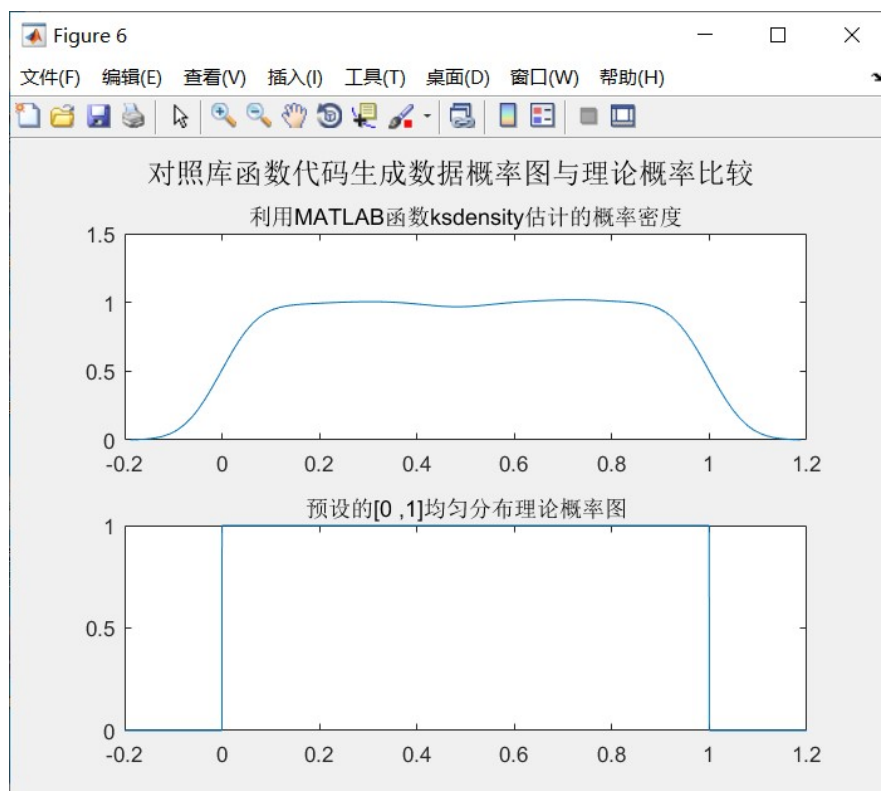 Figure 6
文件(F) 编辑(E) 查看(V) 插入(I) 工具(T) 桌面(D) 窗口(W) 帮助(H)
对照库函数代码生成数据概率图与理论概率比较
利用MATLAB函数ksdensity估计的概率密度
1.5
1
0.5
0
-0.2 0 0.2 0.4 0.6 0.8 1 1.2
预设的[0 ,1]均匀分布理论概率图
1
0.5
0
-0.2 0 0.2 0.4 0.6 0.8 1 1.2